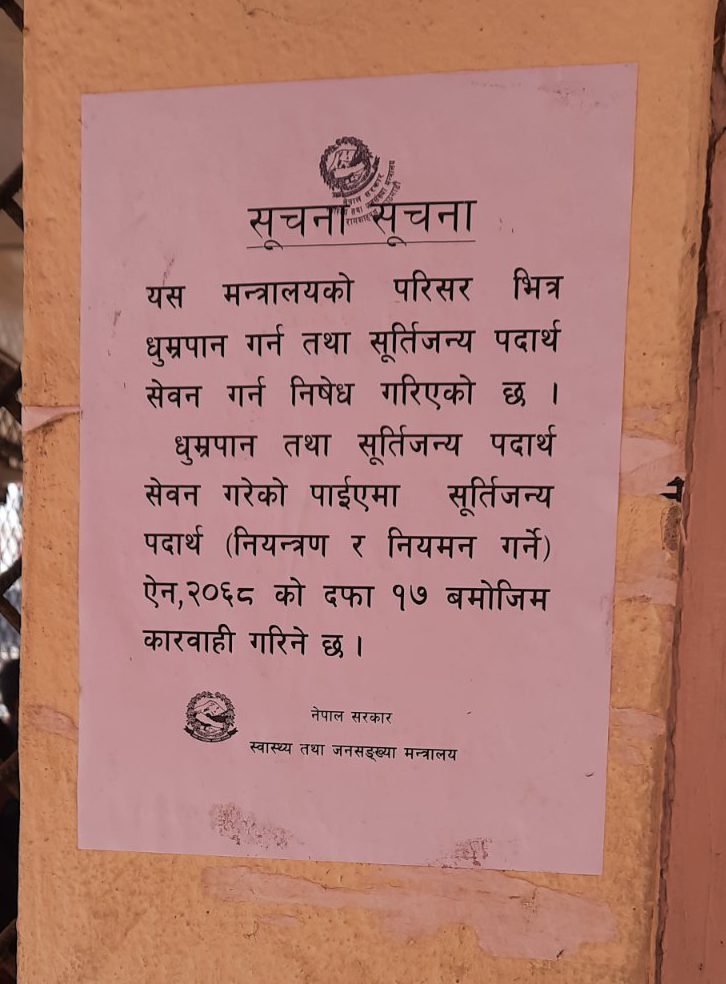 सूचना सूचना
यस मन्त्रालयको परिसर भित्र
धुम्रपान गर्न तथा सूर्तिजन्य पदार्थ
सेवन गर्न निषेध गरिएको छ ।
धुम्रपान तथा सूर्तिजन्य पदार्थ
सेवन गरेको पाईएमा सूर्तिजन्य
पदार्थ (नियन्त्रण र नियमन गर्ने)
ऐन,२०६८ को दफा १७ बमोजिम
कारवाही गरिने छ ।
नेपाल सरकार
स्वास्थ्य तथा जनसङ्ख्या मन्त्रालय